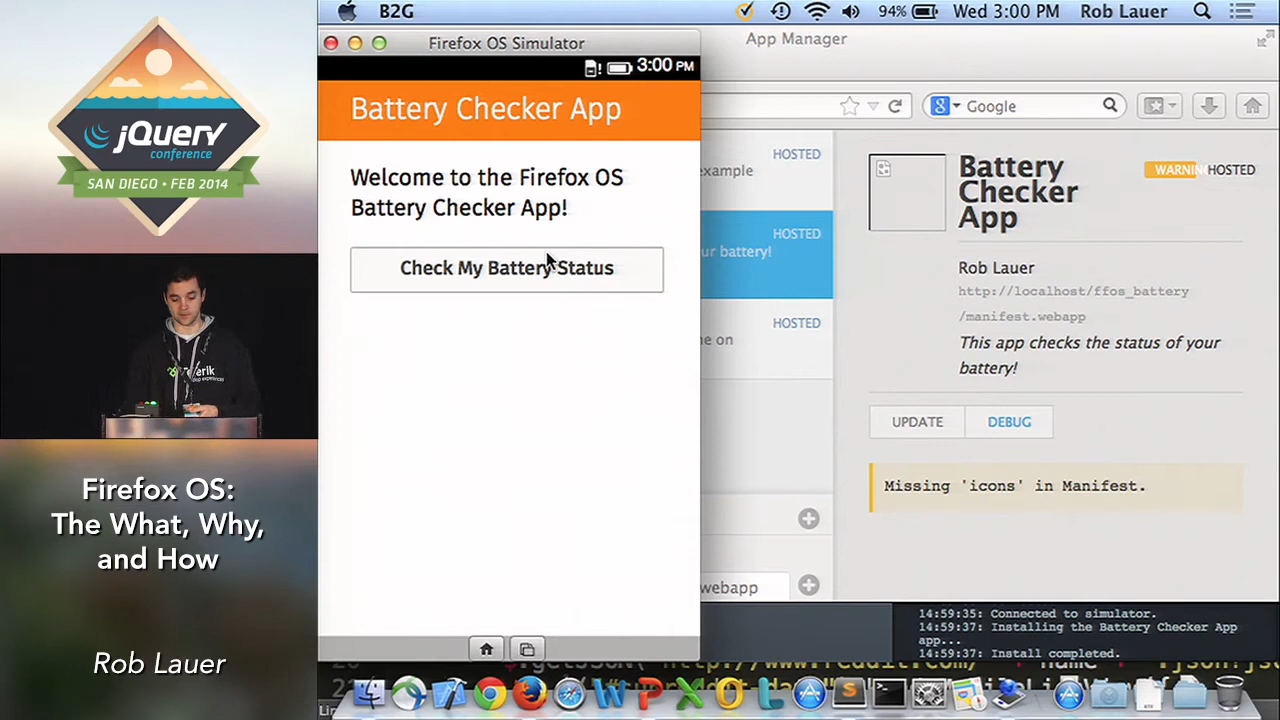 B2G
94%
Wed 3:00 PM
Rob Lauer
Firefox OS Simulator
App Manager
3:00 PM
Battery Checker App
Welcome to the Firefox OS
Battery Checker App!
Check My Battery Status
Google
HOSTED
example
HOSTED
ur battery!
HOSTED
ne on
webapp
Battery
Checker
App
WARNIN
HOSTED
Rob Lauer
http://localhost/ffos_battery
/manifest.webapp
This app checks the status of your
battery!
UPDATE
DEBUG
Missing 'icons' in Manifest.
14:59:35: Connected to simulator.
14:59:37: Installing the Battery Checker App
app...
14:59:37: Install completed.
jQuery
conference
SAN DIEGO • FEB 2014
Firefox OS:
The What, Why,
and How
Rob Lauer